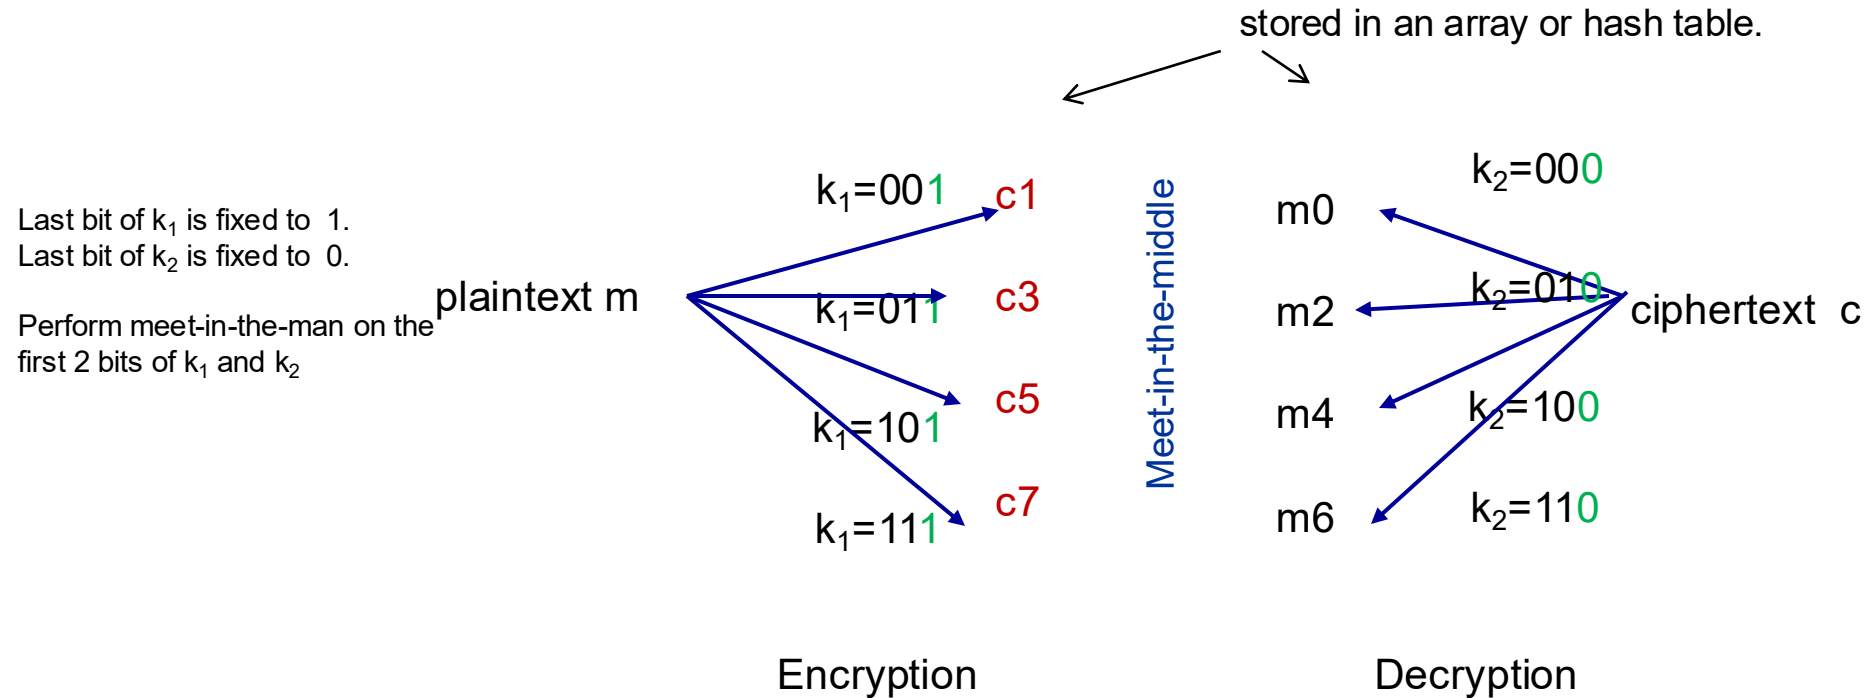 stored in an array or hash table.
Last bit of k₁ is fixed to 1.
Last bit of k₂ is fixed to 0.
Perform meet-in-the-man on the
first 2 bits of k₁ and k₂
plaintext m
k₁=001
c1
k₁=011
c3
k₁=101
c5
k₁=111
c7
Meet-in-the-middle
k₂=000
m0
k₂=010
m2
k₂=100
m4
k₂=110
m6
ciphertext c
Encryption
Decryption